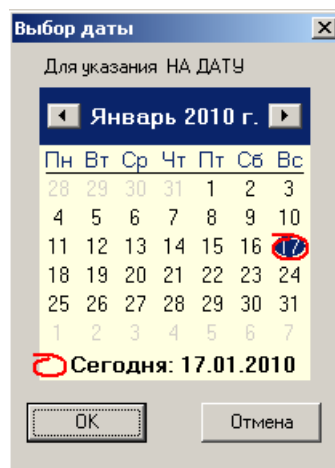 Выбор даты
Для указания НА ДАТУ
Январь 2010 г.
Пн Вт Ср Чт Пт Сб Вс
28 29 30 31 1 2 3
4 5 6 7 8 9 10
11 12 13 14 15 16 17
18 19 20 21 22 23 24
25 26 27 28 29 30 31
1 2 3 4 5 6 7
Сегодня: 17.01.2010
OK Отмена